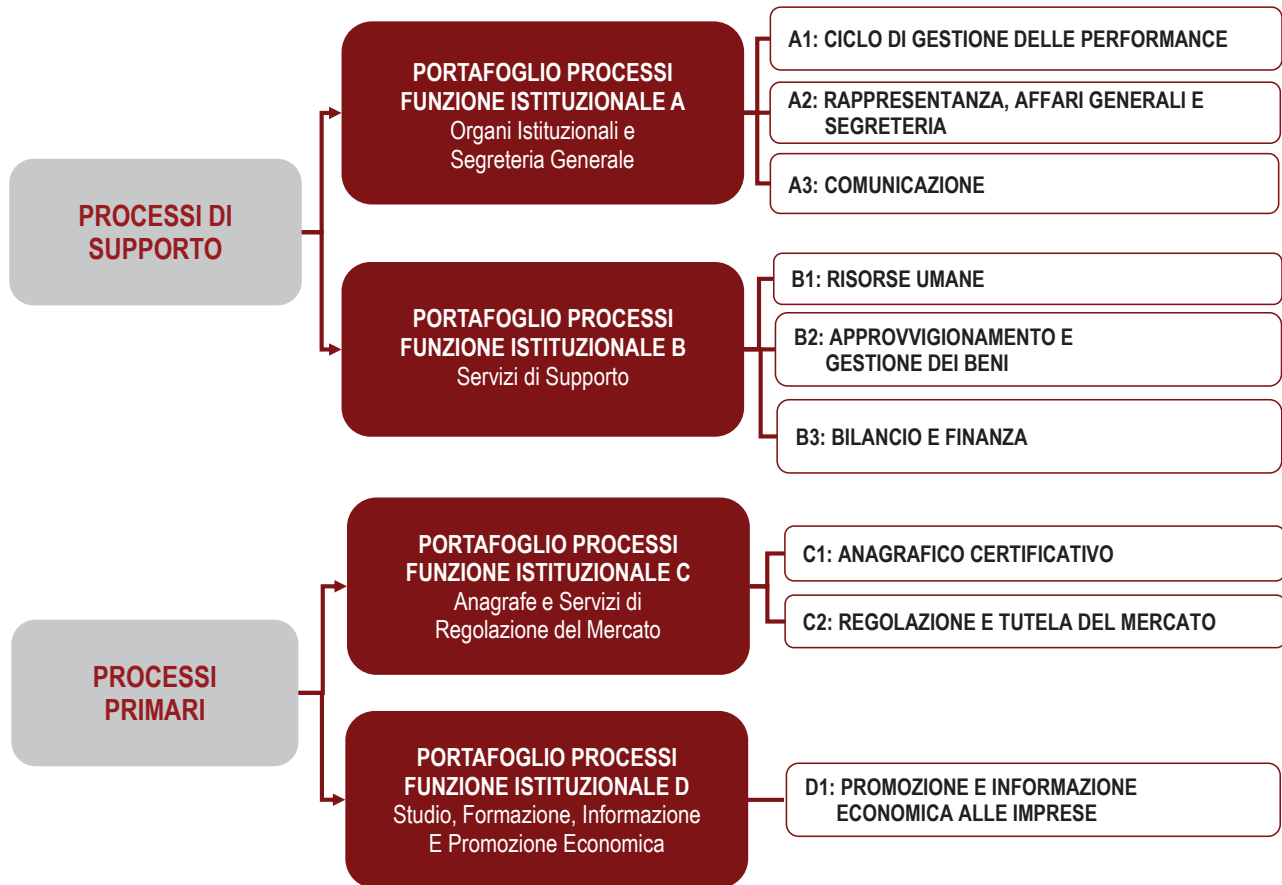 PROCESSI DI
SUPPORTO
PORTAFOGLIO PROCESSI
FUNZIONE ISTITUZIONALE A
Organi Istituzionali e
Segreteria Generale
A1: CICLO DI GESTIONE DELLE PERFORMANCE
A2: RAPPRESENTANZA, AFFARI GENERALI E
SEGRETERIA
A3: COMUNICAZIONE
PORTAFOGLIO PROCESSI
FUNZIONE ISTITUZIONALE B
Servizi di Supporto
B1: RISORSE UMANE
B2: APPROVVIGIONAMENTO E
GESTIONE DEI BENI
B3: BILANCIO E FINANZA
PROCESSI
PRIMARI
PORTAFOGLIO PROCESSI
FUNZIONE ISTITUZIONALE C
Anagrafe e Servizi di
Regolazione del Mercato
C1: ANAGRAFICO CERTIFICATIVO
C2: REGOLAZIONE E TUTELA DEL MERCATO
PORTAFOGLIO PROCESSI
FUNZIONE ISTITUZIONALE D
Studio, Formazione, Informazione
E Promozione Economica
D1: PROMOZIONE E INFORMAZIONE
ECONOMICA ALLE IMPRESE